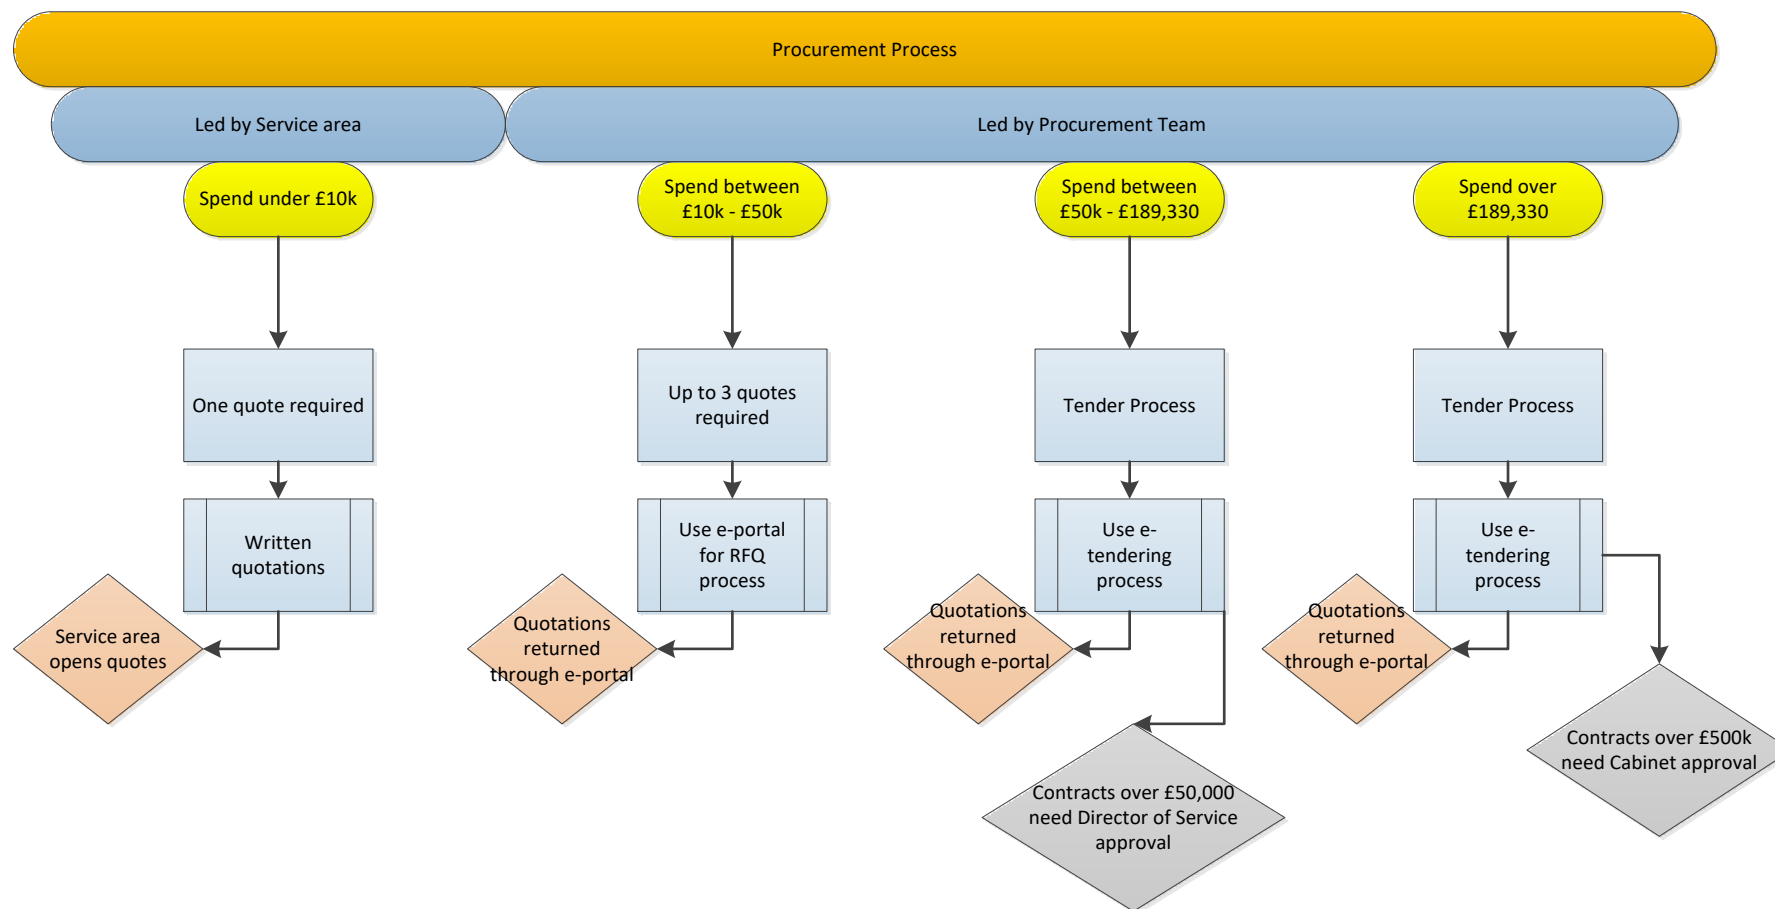 Procurement Process
Led by Service area
Led by Procurement Team
Spend under £10k
Spend between
£10k - £50k
Spend between
£50k - £189,330
Spend over
£189,330
One quote required
Up to 3 quotes
required
Tender Process
Tender Process
Written
quotations
Use e-portal
for RFQ
process
Use e-
tendering
process
Use e-
tendering
process
Service area
opens quotes
Quotations
returned
through e-portal
Quotations
returned
through e-portal
Quotations
returned
through e-portal
Contracts over £50,000
need Director of Service
approval
Contracts over £500k
need Cabinet approval